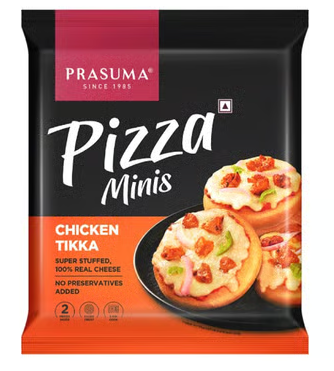 PRASUMA®
SINCE 1985
Pizza
Minis
CHICKEN
TIKKA
SUPER STUFFED,
100% REAL CHEESE
NO PRESERVATIVES
ADDED
2